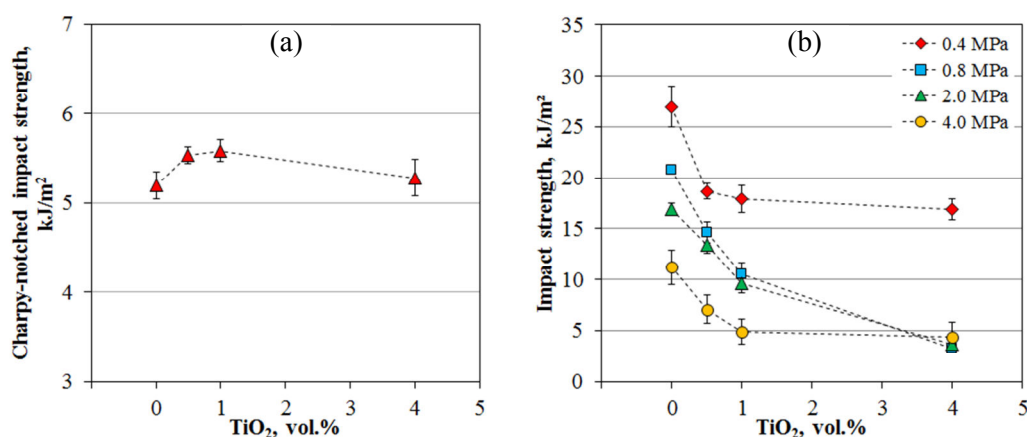 (a)
Charpy-notched impact strength,
kJ/m²
7
6
5
4
3
0 1 2 3 4 5
TiO₂, vol.%
(b)
Impact strength, kJ/m²
0
35
30
25
20
15
10
5
0
0 1 2 3 4 5
TiO₂, vol.%
0.4 MPa
0.8 MPa
2.0 MPa
4.0 MPa